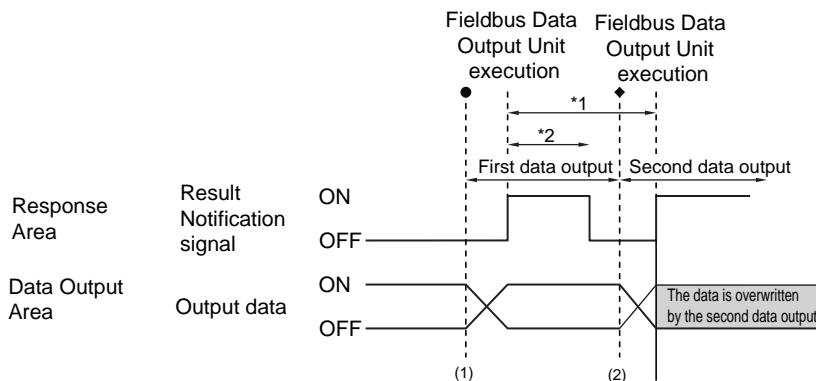 Fieldbus Data
Output Unit
execution
Fieldbus Data
Output Unit
execution
*1
*2
First data output
Second data output
Response
Area
Result
Notification
signal
ON
OFF
Data Output
Area
Output data
ON
OFF
The data is overwritten
by the second data output
(1)
(2)